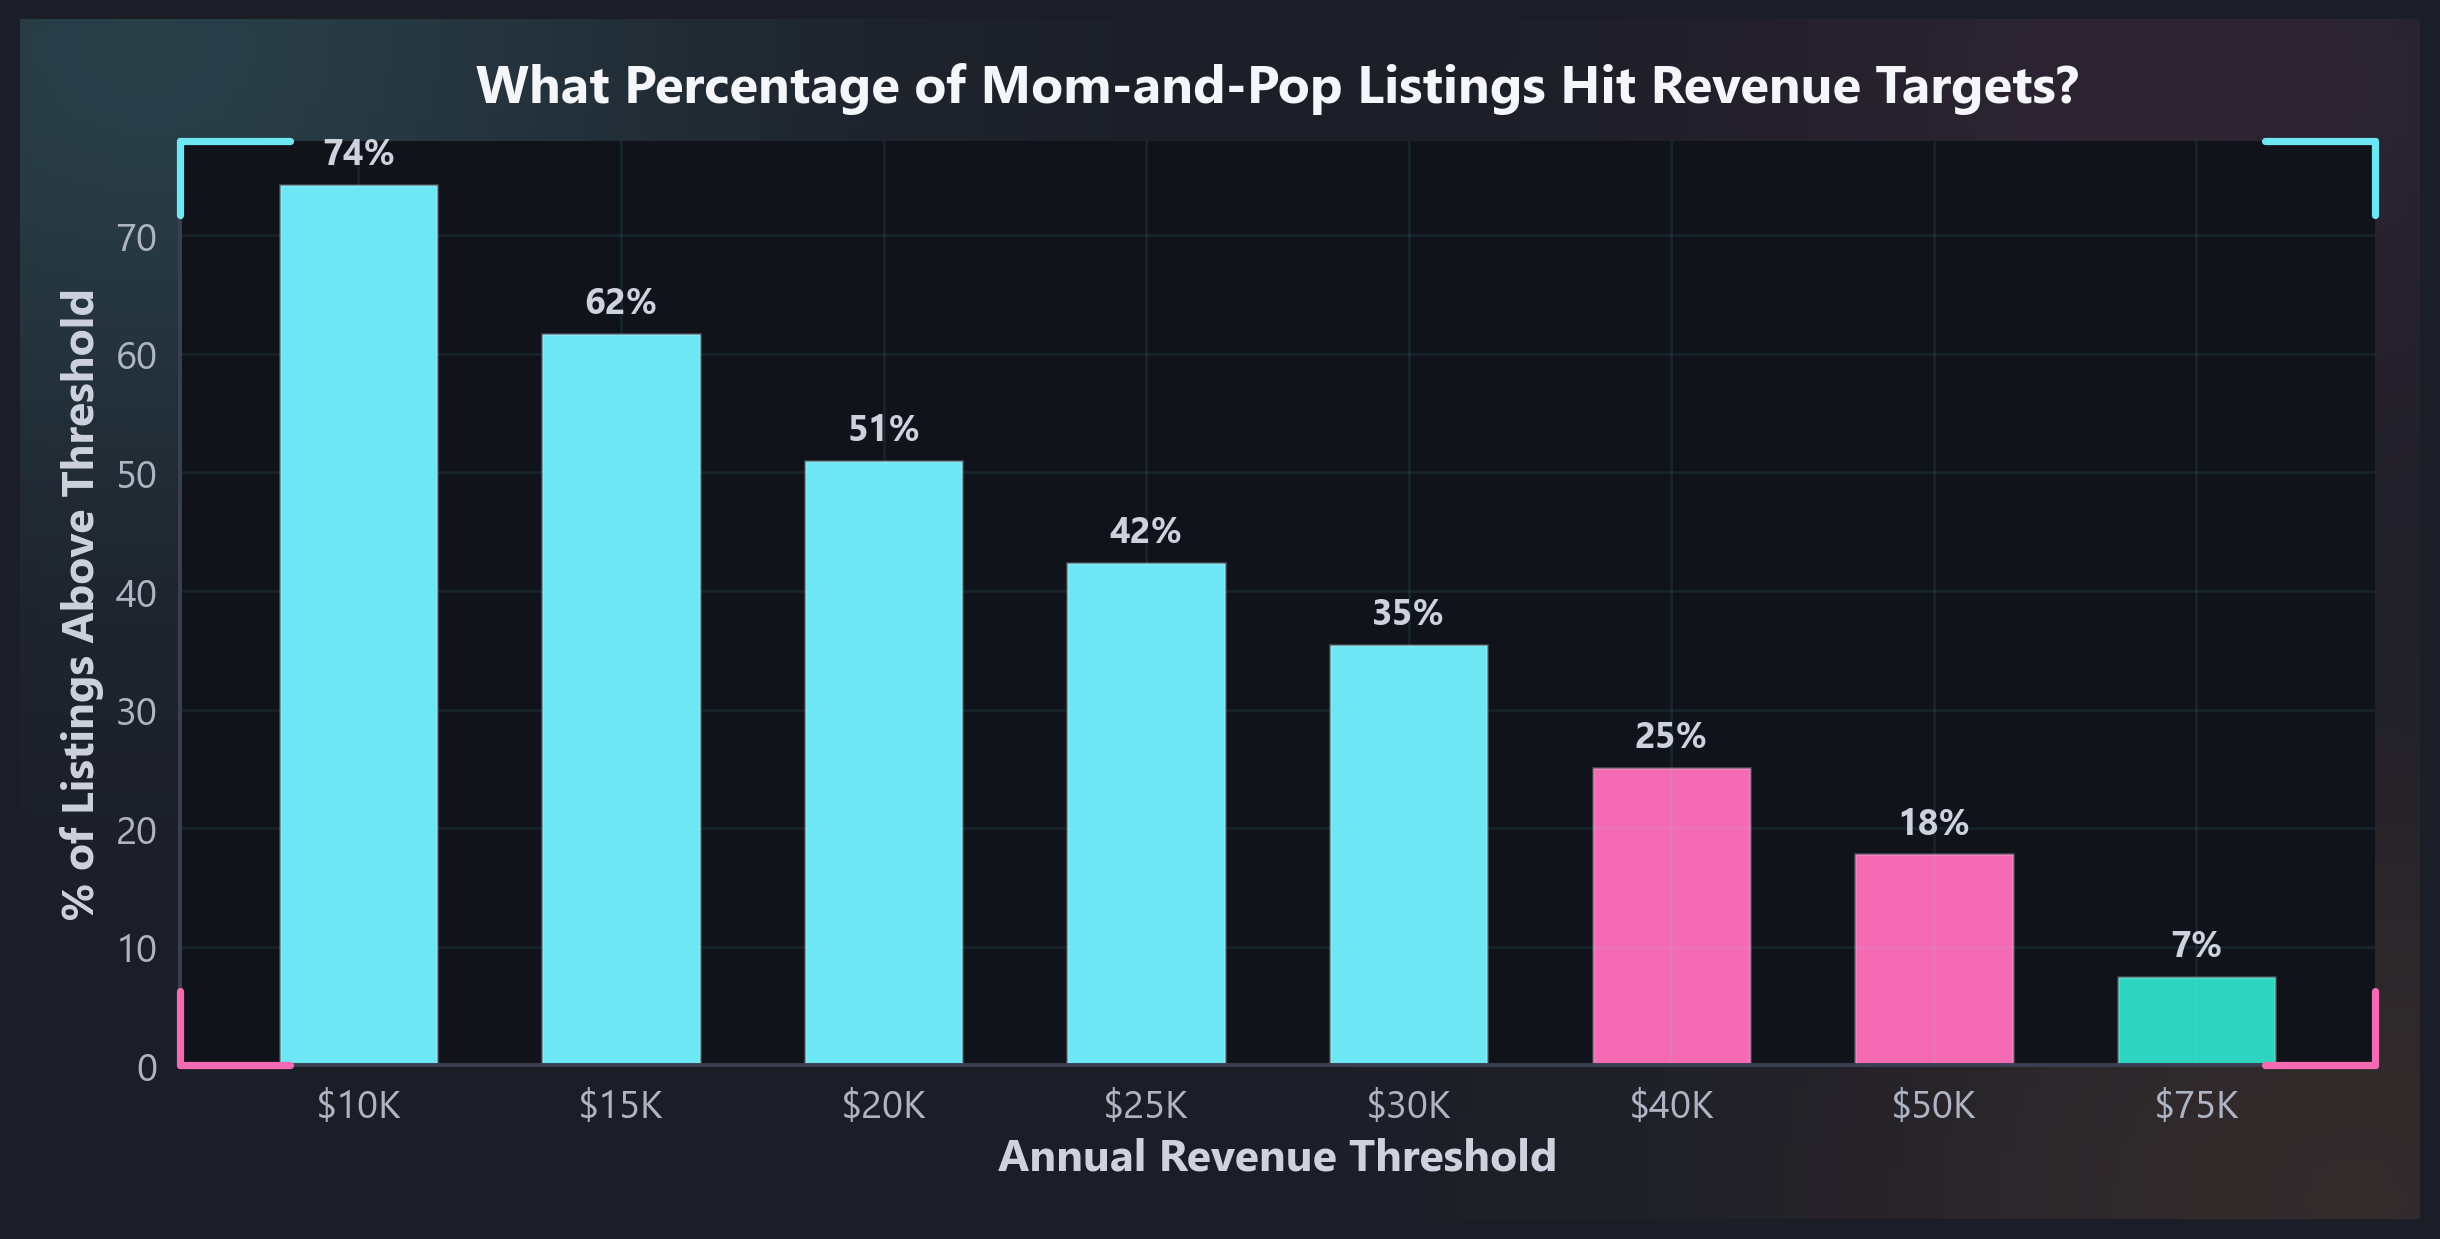 What Percentage of Mom-and-Pop Listings Hit Revenue Targets?
% of Listings Above Threshold
70
60
50
40
30
20
10
0
74%
62%
51%
42%
35%
25%
18%
7%
$10K
$15K
$20K
$25K
$30K
$40K
$50K
$75K
Annual Revenue Threshold